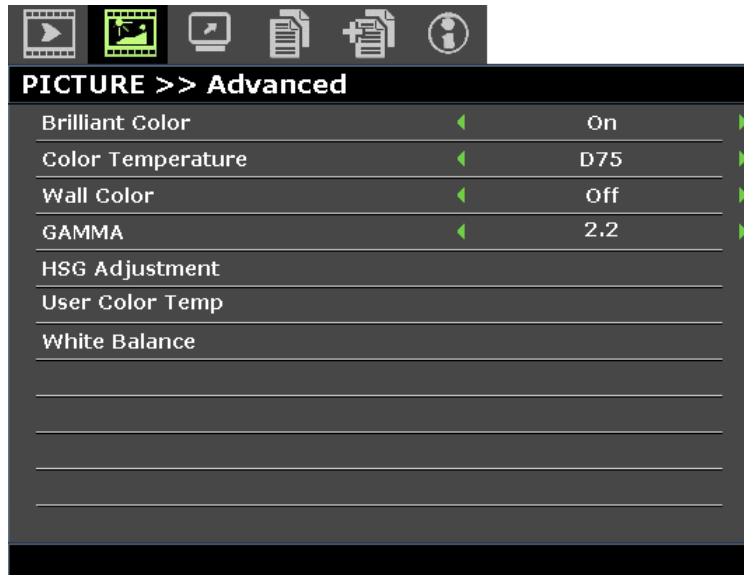 PICTURE >> Advanced
Brilliant Color On
Color Temperature D75
Wall Color Off
GAMMA 2.2
HSG Adjustment
User Color Temp
White Balance